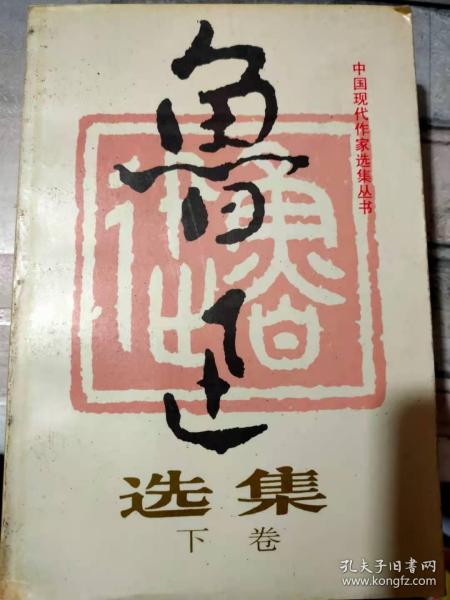 中国现代作家选集丛书
魯迅
选集
下卷
孔夫子旧书网
www.kongfz.com